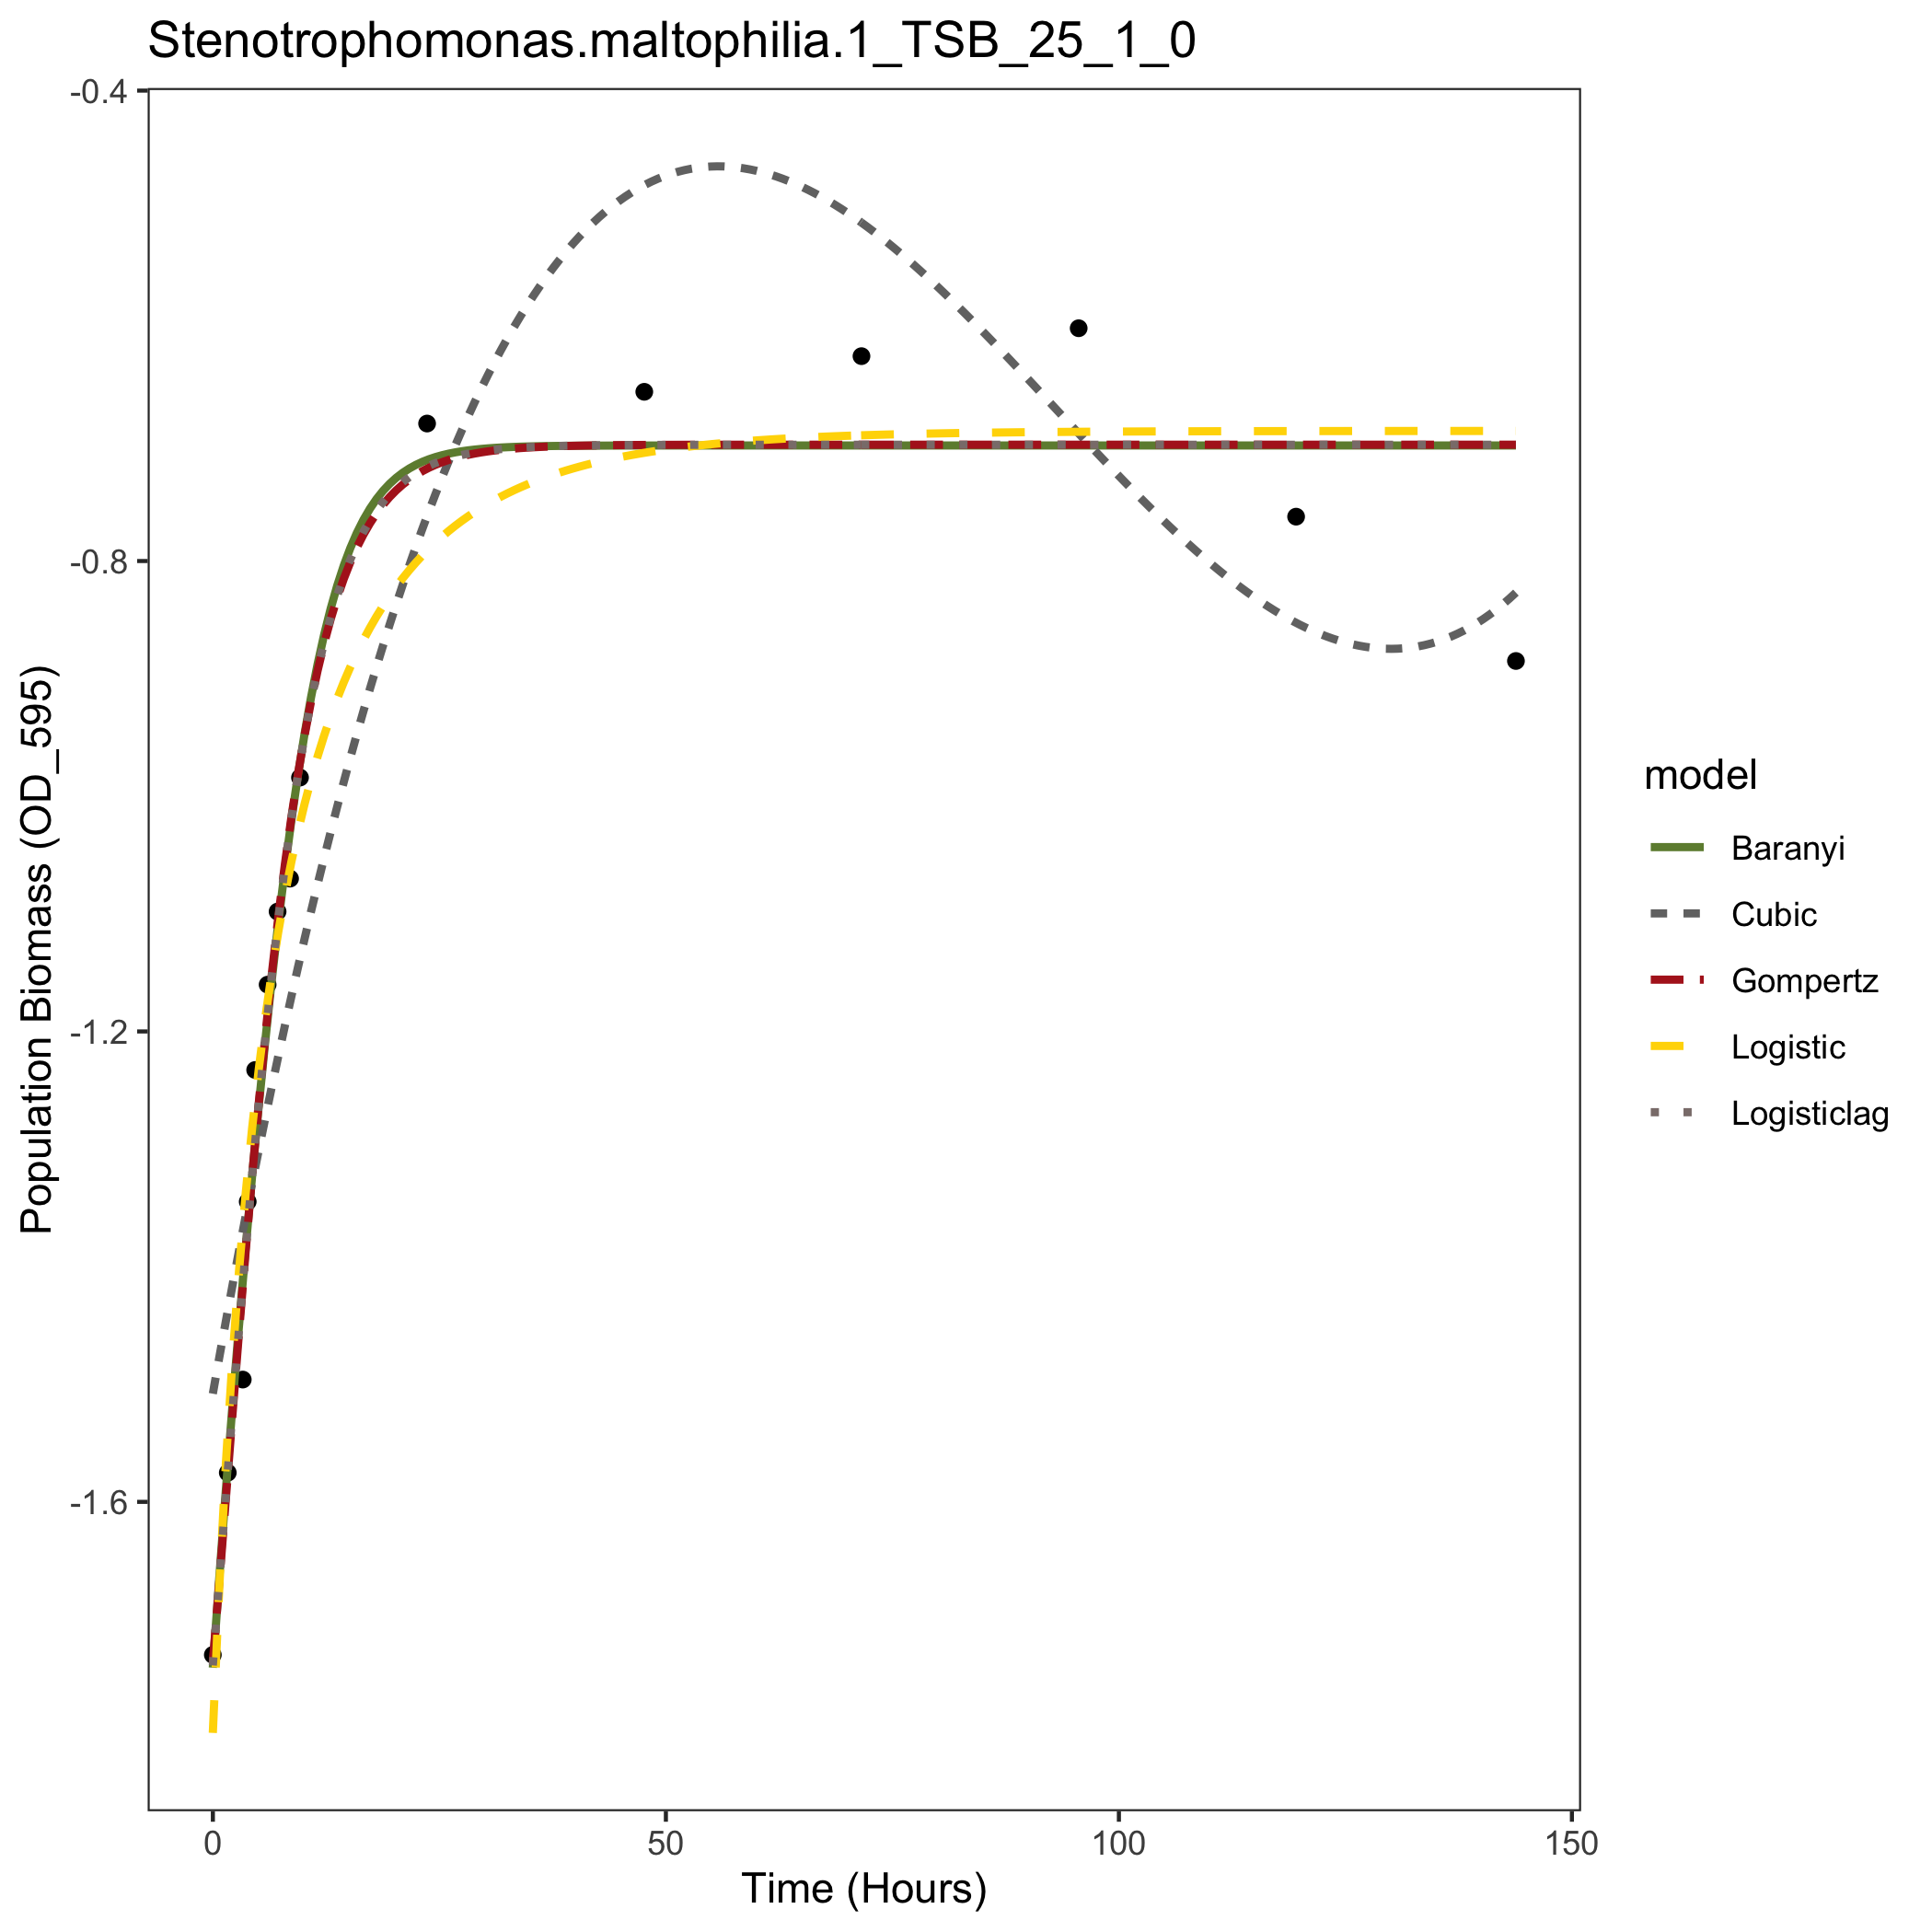 Stenotrophomonas.maltophilia.1_TSB_25_1_0
-0.4
-0.8
-1.2
-1.6
Population Biomass (OD_595)
0
50
100
150
Time (Hours)
model
Baranyi
Cubic
Gompertz
Logistic
Logisticlag